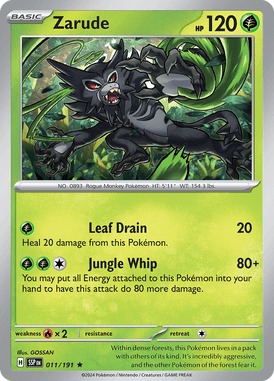 BASIC
Zarude
HP 120
NO. 0893 Rogue Monkey Pokémon HT: 5'11" WT: 154.3 lbs.
Leaf Drain 20
Heal 20 damage from this Pokémon.
Jungle Whip 80+
You may put all Energy attached to this Pokémon into your
hand to have this attack do 80 more damage.
weakness × 2 resistance retreat
Illus. GOSSAN
H SSP EN 011/191 ★
Within dense forests, this Pokémon lives in a pack
with others of its kind. It's incredibly aggressive,
and the other Pokémon of the forest fear it.
©2024 Pokémon / Nintendo / Creatures / GAME FREAK